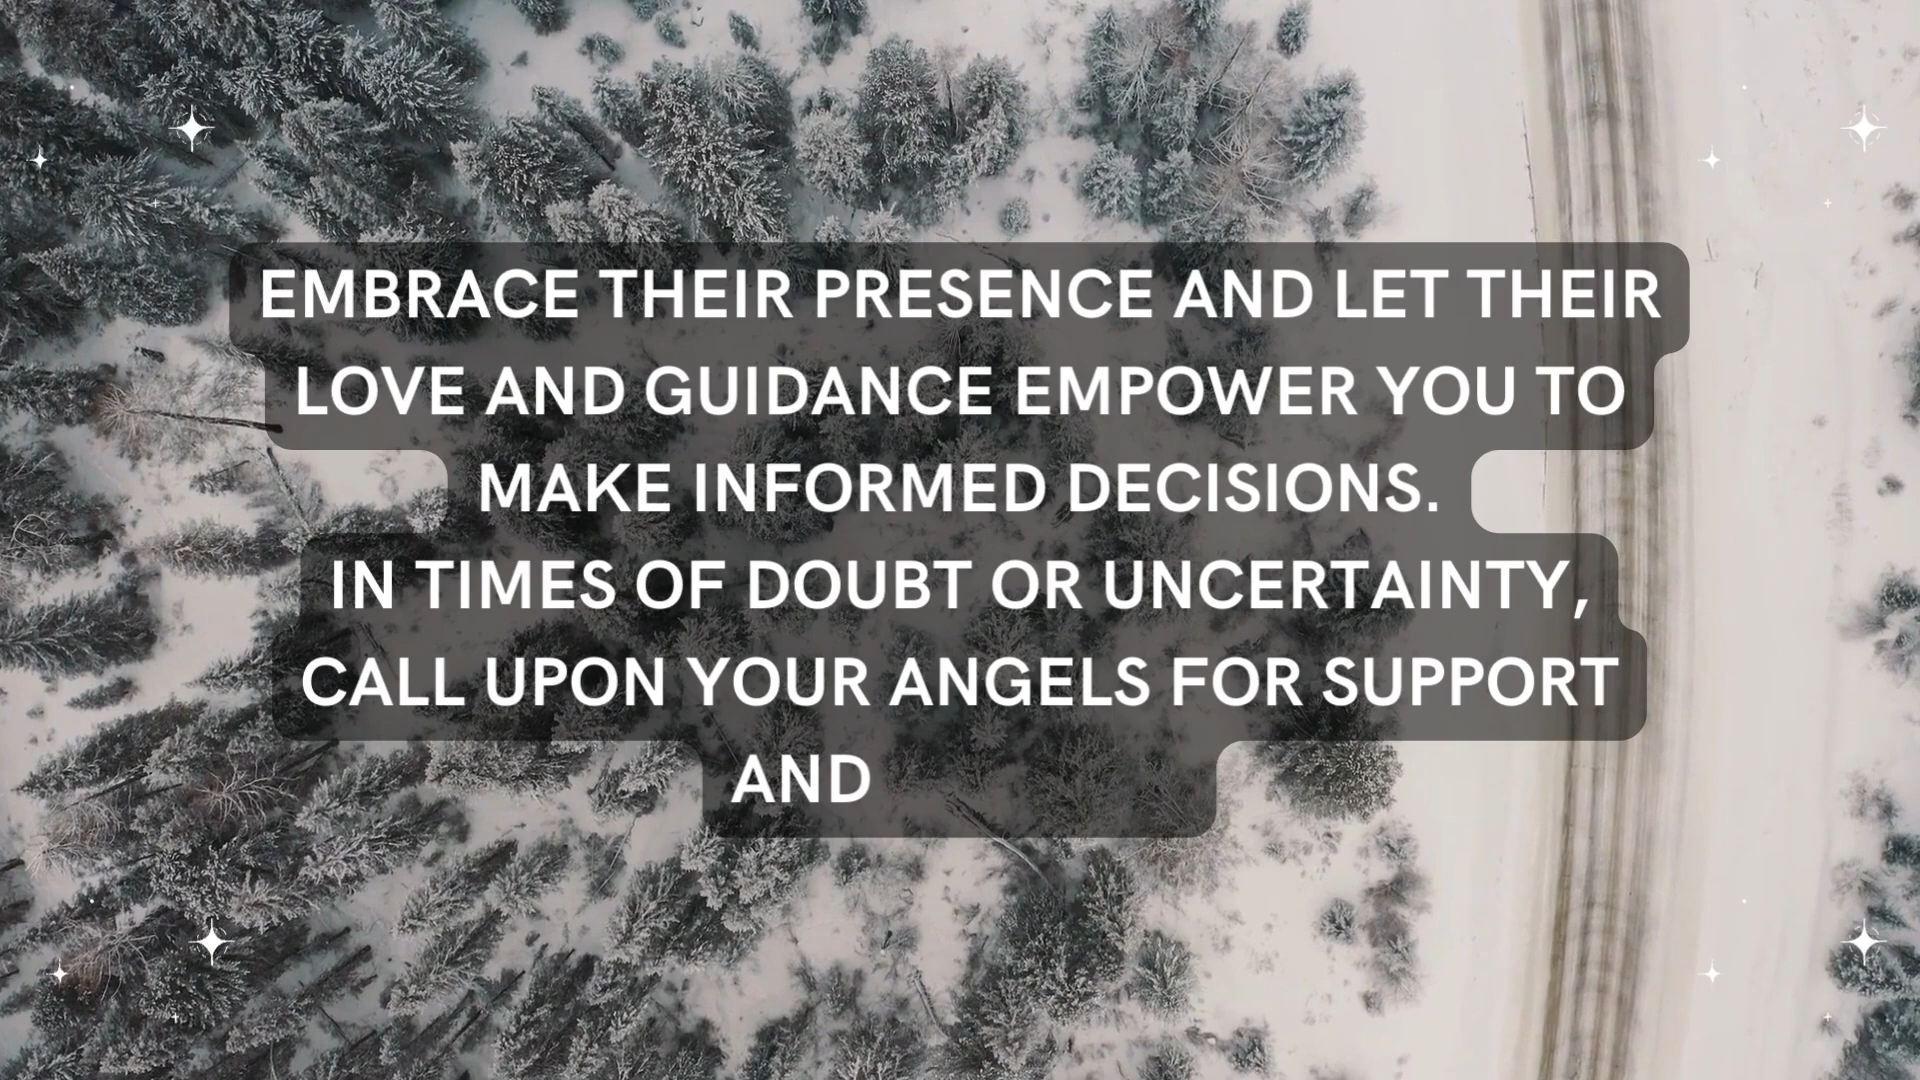 EMBRACE THEIR PRESENCE AND LET THEIR
LOVE AND GUIDANCE EMPOWER YOU TO
MAKE INFORMED DECISIONS.
IN TIMES OF DOUBT OR UNCERTAINTY,
CALL UPON YOUR ANGELS FOR SUPPORT
AND